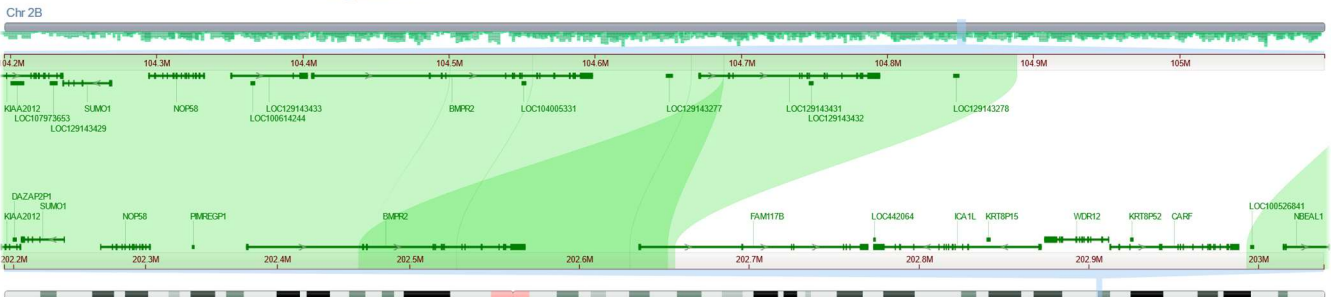 Chr 2B
104.2M 104.3M 104.4M 104.5M 104.6M 104.7M 104.8M 104.9M 105M
KIAA2012 SUMO1 NOP58 LOC129143433 BMPR2 LOC104005331 LOC129143277 LOC129143431 LOC129143278
LOC107973653 LOC100614244 LOC129143432
LOC129143429
DAZAP2P1
SUMO1 LOC100526841
KIAA2012 NOP58 PIMREGP1 BMPR2 FAM117B LOC442064 ICA1L KRT8P15 WDR12 KRT8P52 CARF NBEAL1
202.2M 202.3M 202.4M 202.5M 202.6M 202.7M 202.8M 202.9M 203M